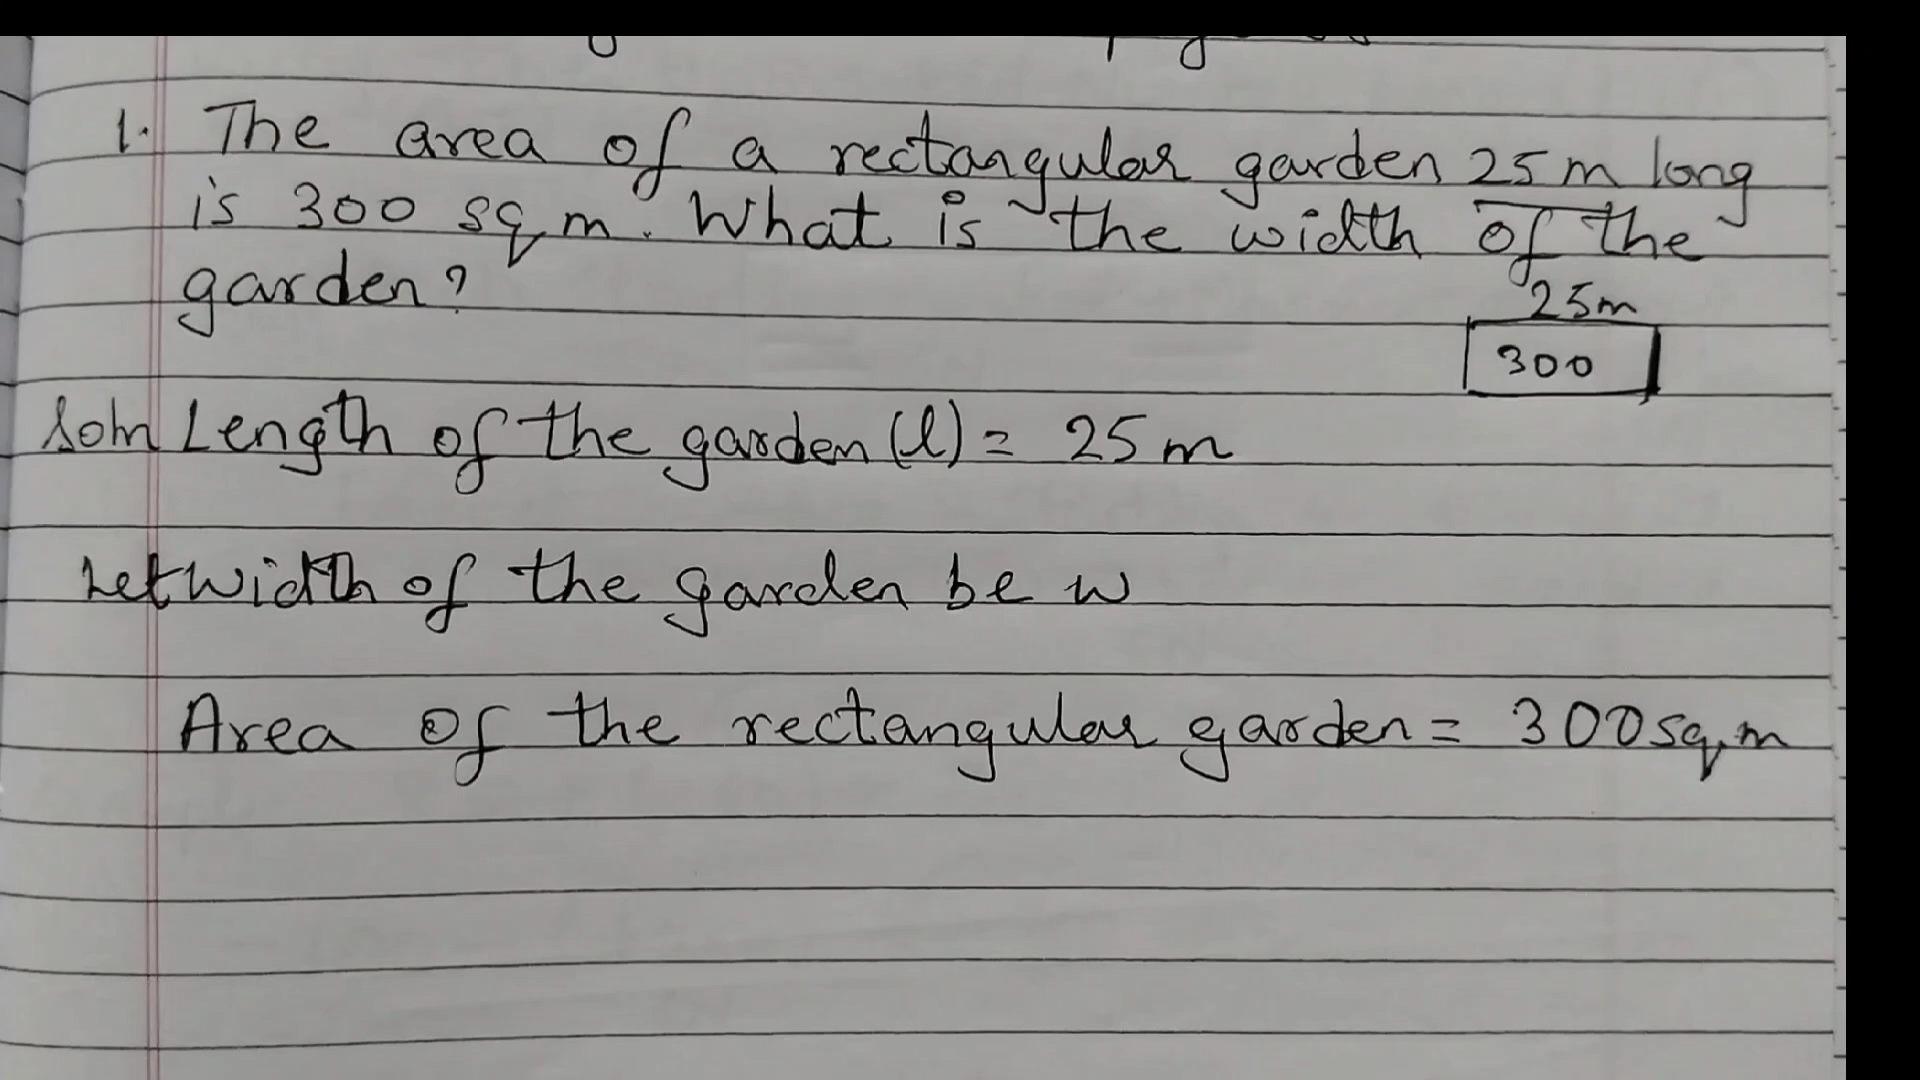 1. The area of a rectangular garden 25 m long
is 300 sq m. What is the width of the
garden?
25m
300
Soln Length of the garden (l) = 25 m
Let Width of the garden be w
Area of the rectangular garden = 300 sq m